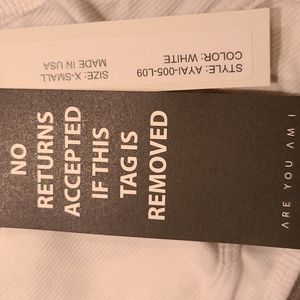 STYLE: AYAI-005-L09
COLOR: WHITE
SIZE: X-SMALL
MADE IN USA
NO
RETURNS
ACCEPTED
IF THIS
TAG IS
REMOVED
ARE YOU AM I